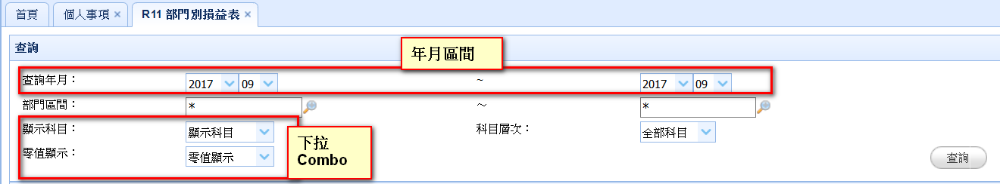 首頁 個人事項 × R11 部門別損益表 ×
查詢
年月區間
查詢年月： 2017 09 ~ 2017 09
部門區間： * ～ *
顯示科目： 顯示科目 科目層次： 全部科目
零值顯示： 零值顯示 查詢
下拉
Combo